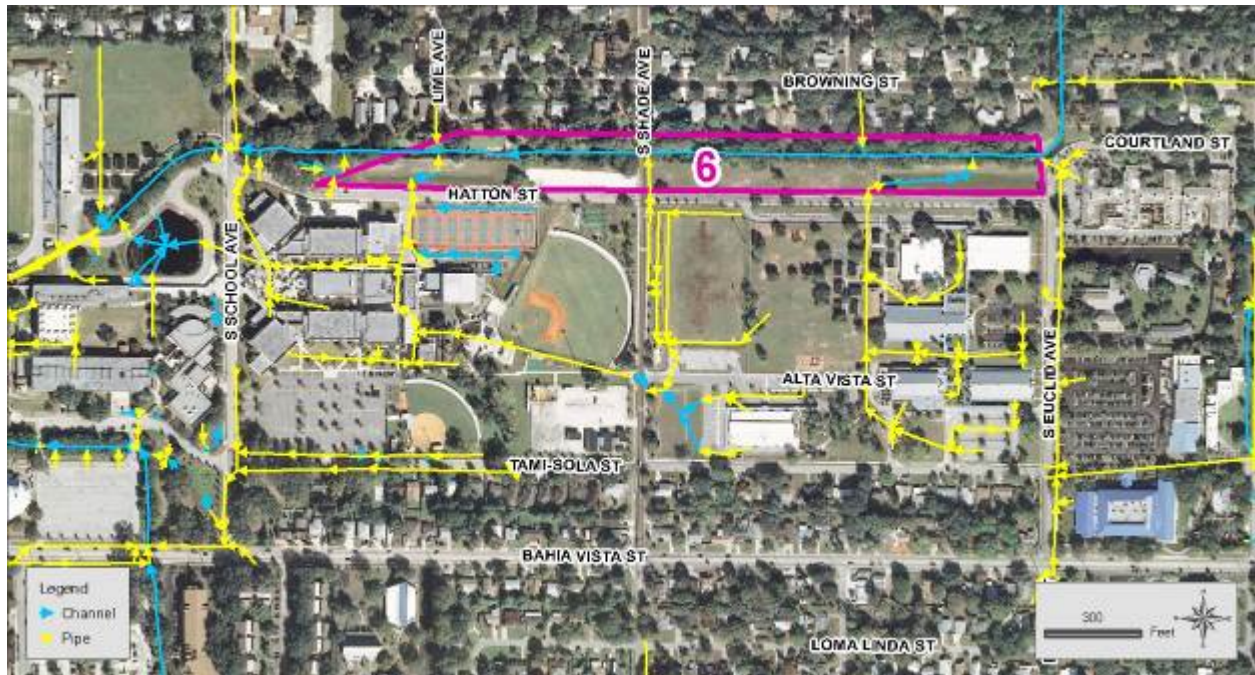 LIME AVE
S SHADE AVE
BROWNING ST
COURTLAND ST
6
HATTON ST
S SCHOOL AVE
ALTA VISTA ST
S EUCLID AVE
TAMI-SOLA ST
BAHIA VISTA ST
LOMA LINDA ST
Legend
Channel
Pipe
300
Feet